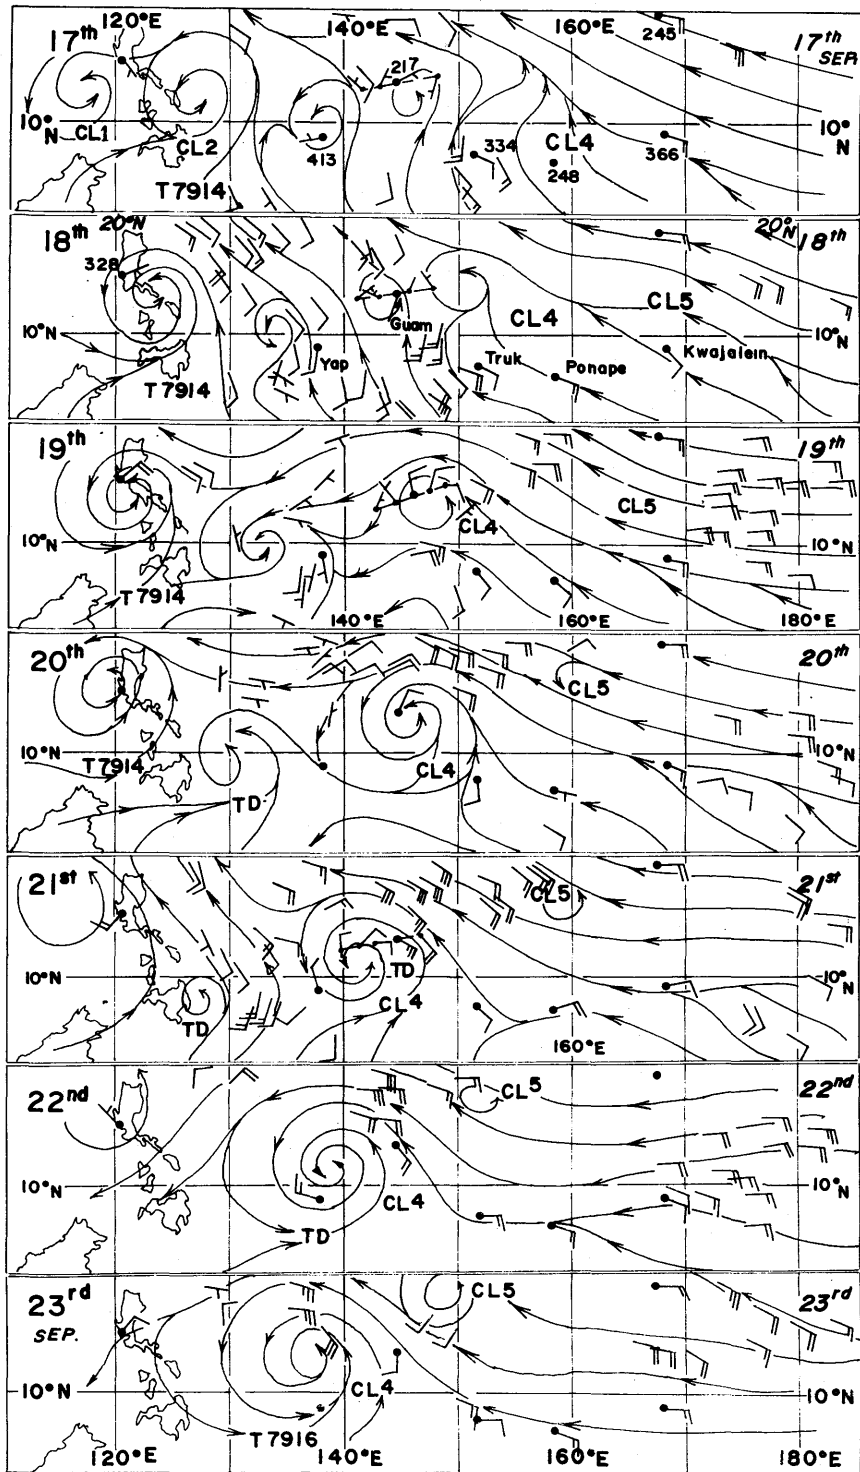 120°E 140°E 160°E 245
17th 17th
SEP.
217
10°N CL1 CL2 413 334 CL4 248 366 10°N
T7914
18th 20°N 20°N 18th
328
10°N CL4 CL5 10°N
Guam
T7914 Yap Truk Ponape Kwajalein
19th 19th
CL5
CL4
10°N 10°N
T7914 140°E 160°E 180°E
20th 20th
CL5
10°N 10°N
T7914 CL4
TD
21st CL5 21st
10°N TD 10°N
TD CL4
160°E
22nd CL5 22nd
10°N 10°N
CL4
TD
23rd CL5 23rd
SEP.
10°N CL4 10°N
T7916
120°E 140°E 160°E 180°E